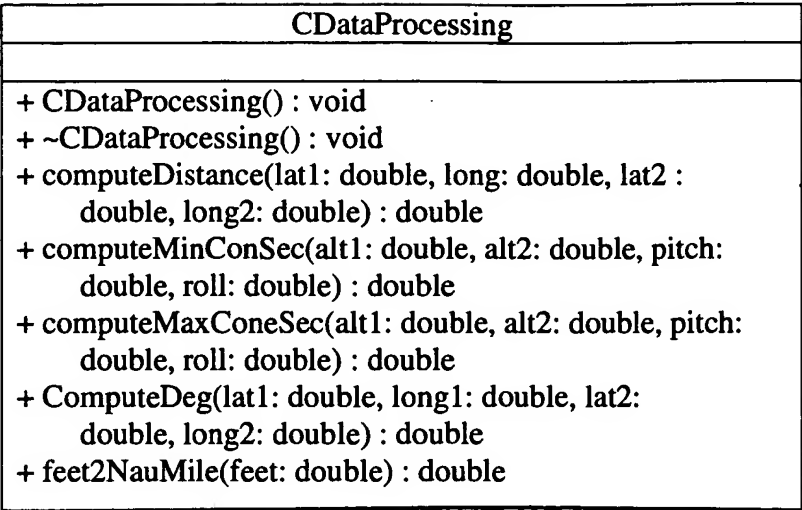 CDataProcessing
+ CDataProcessing() : void
+ ~CDataProcessing() : void
+ computeDistance(lat1: double, long: double, lat2 :
double, long2: double) : double
+ computeMinConSec(alt1: double, alt2: double, pitch:
double, roll: double) : double
+ computeMaxConeSec(alt1: double, alt2: double, pitch:
double, roll: double) : double
+ ComputeDeg(lat1: double, long1: double, lat2:
double, long2: double) : double
+ feet2NauMile(feet: double) : double